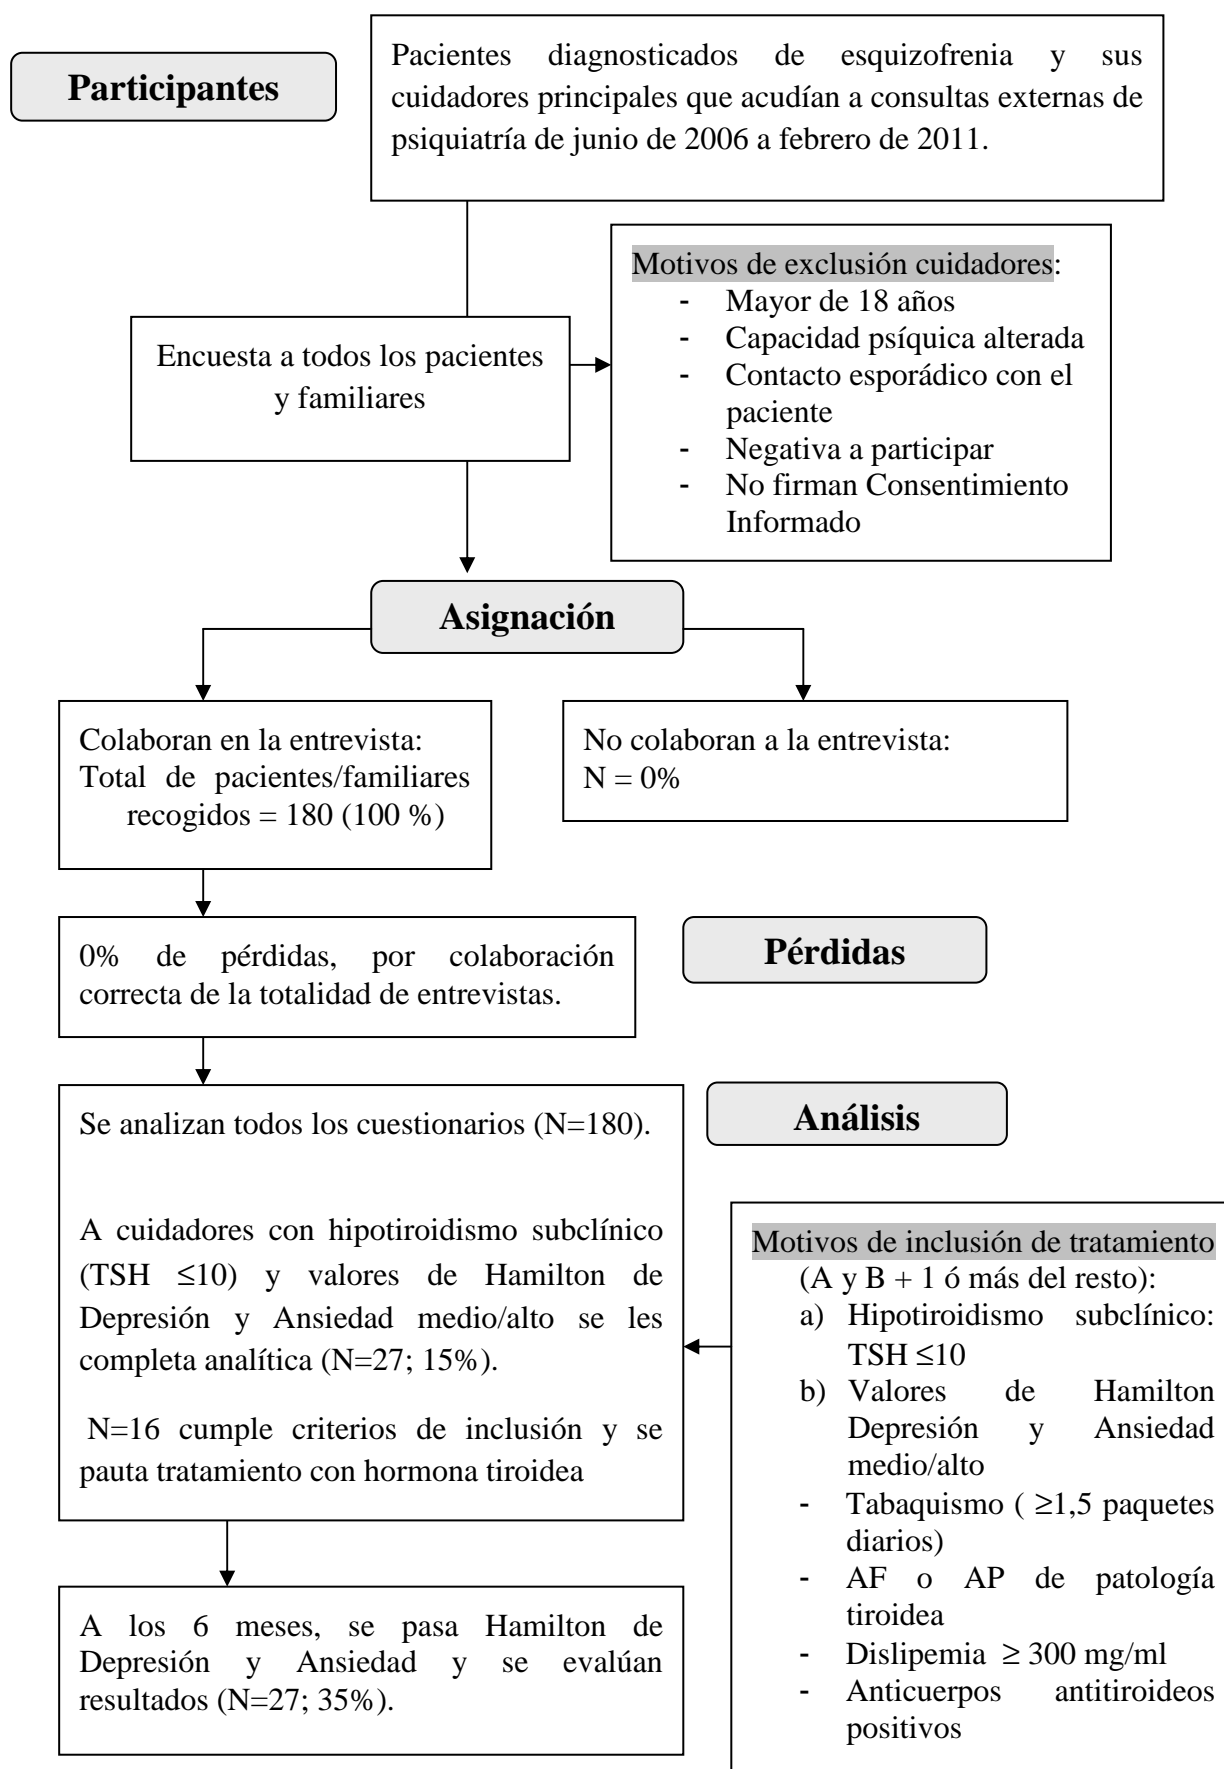 Participantes
Pacientes diagnosticados de esquizofrenia y sus
cuidadores principales que acudían a consultas externas de
psiquiatría de junio de 2006 a febrero de 2011.
Motivos de exclusión cuidadores:
- Mayor de 18 años
- Capacidad psíquica alterada
- Contacto esporádico con el
paciente
- Negativa a participar
- No firman Consentimiento
Informado
Encuesta a todos los pacientes
y familiares
Asignación
Colaboran en la entrevista:
Total de pacientes/familiares
recogidos = 180 (100 %)
No colaboran a la entrevista:
N = 0%
0% de pérdidas, por colaboración
correcta de la totalidad de entrevistas.
Pérdidas
Análisis
Se analizan todos los cuestionarios (N=180).
A cuidadores con hipotiroidismo subclínico
(TSH ≤10) y valores de Hamilton de
Depresión y Ansiedad medio/alto se les
completa analítica (N=27; 15%).
N=16 cumple criterios de inclusión y se
pauta tratamiento con hormona tiroidea
Motivos de inclusión de tratamiento
(A y B + 1 ó más del resto):
a) Hipotiroidismo subclínico:
TSH ≤10
b) Valores de Hamilton
Depresión y Ansiedad
medio/alto
- Tabaquismo ( ≥1,5 paquetes
diarios)
- AF o AP de patología
tiroidea
- Dislipemia ≥ 300 mg/ml
- Anticuerpos antitiroideos
positivos
A los 6 meses, se pasa Hamilton de
Depresión y Ansiedad y se evalúan
resultados (N=27; 35%).